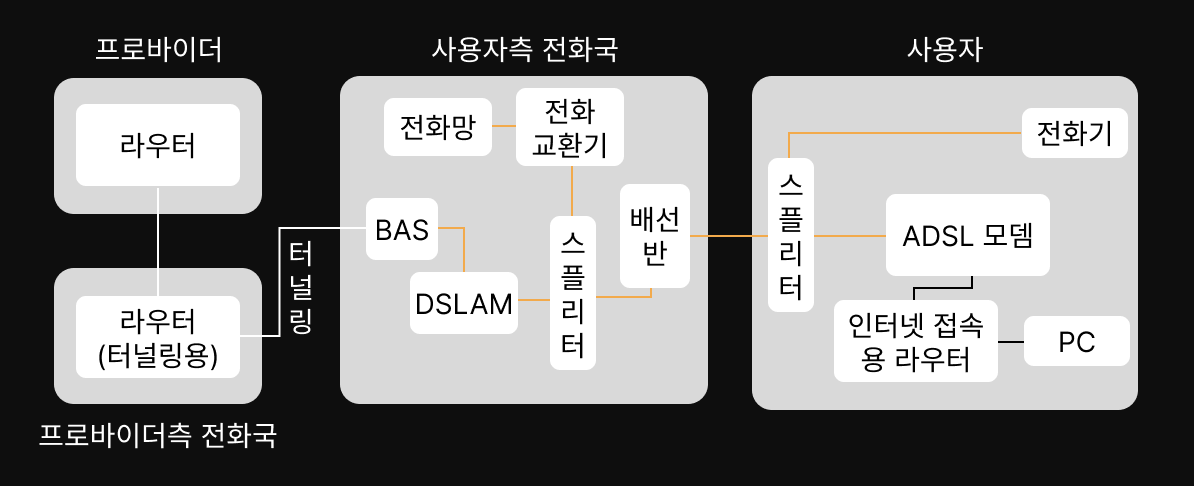 프로바이더
라우터
라우터
(터널링용)
프로바이더측 전화국
터
널
링
사용자측 전화국
전화망
전화
교환기
BAS
DSLAM
스
플
리
터
배선
반
사용자
전화기
스
플
리
터
ADSL 모뎀
인터넷 접속
용 라우터
PC